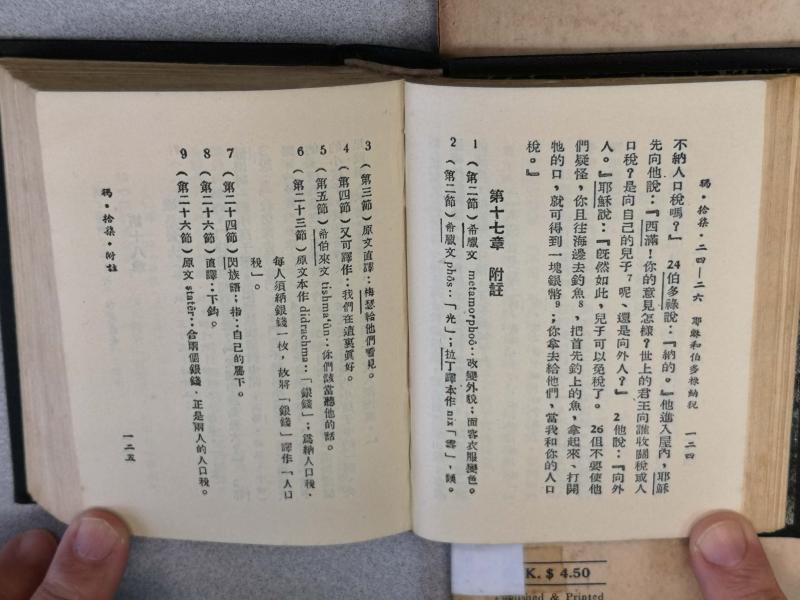 瑪・拾柒・二四—二六　耶穌和伯多祿納稅　一二四
不納人口稅嗎？』 24伯多祿說：『納的。』他進入屋內，耶穌
先向他說：『西滿！你的意見怎樣？世上的君王向誰收關稅或人
口稅？是向自己的兒子7呢、還是向外人？』 2他說：『向外
人。』耶穌說：『旣然如此，兒子可以免稅了。 26但不要使他
們疑怪，你且往海邊去釣魚8，把首先釣上的魚，拿起來、打開
牠的口，就可得到一塊銀幣9；你拿去給他們，當我和你的人口
稅。』
第十七章　附註
1 （第二節）希臘文 metamorphoō：改變外貌；面容衣服變色。
2 （第二節）希臘文 phōs：「光」；拉丁譯本作 nix「雪」，誤。
3 （第三節）原文直譯：梅瑟給他們看見。
4 （第四節）又可譯作：我們在這裏眞好。
5 （第五節）希伯來文 tishma'ūn：你們該當聽他的話。
6 （第二十三節）原文本作 didrachma：「銀錢」；爲納人口稅，
每人須納銀錢一枚，故將「銀錢」譯作「人口
稅」。
7 （第二十四節）閃族語；指：自己的屬下。
8 （第二十六節）直譯：下鈎。
9 （第二十六節）原文 statēr：合兩個銀錢，正是兩人的人口稅。
瑪・拾柒・附註
一二五
K. $ 4.50
Published & Printed